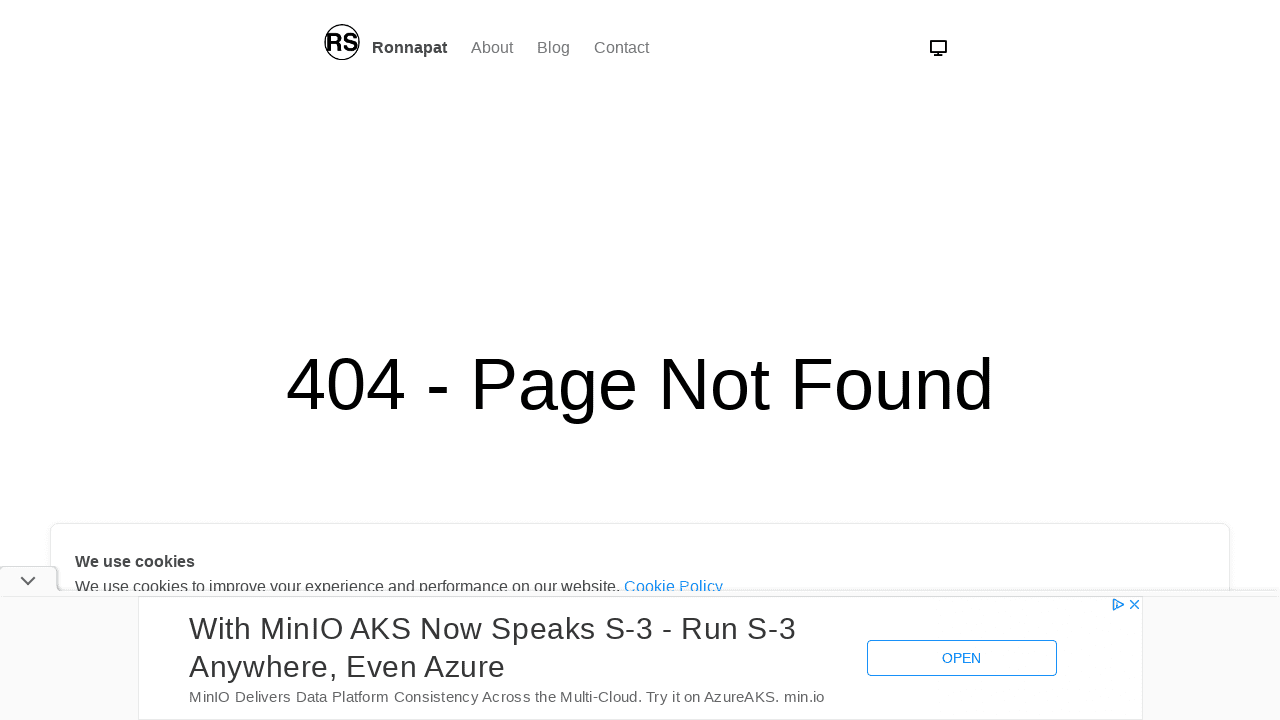 RS Ronnapat About Blog Contact
404 - Page Not Found
We use cookies
We use cookies to improve your experience and performance on our website. Cookie Policy
With MinIO AKS Now Speaks S-3 - Run S-3
Anywhere, Even Azure
OPEN
MinIO Delivers Data Platform Consistency Across the Multi-Cloud. Try it on AzureAKS. min.io